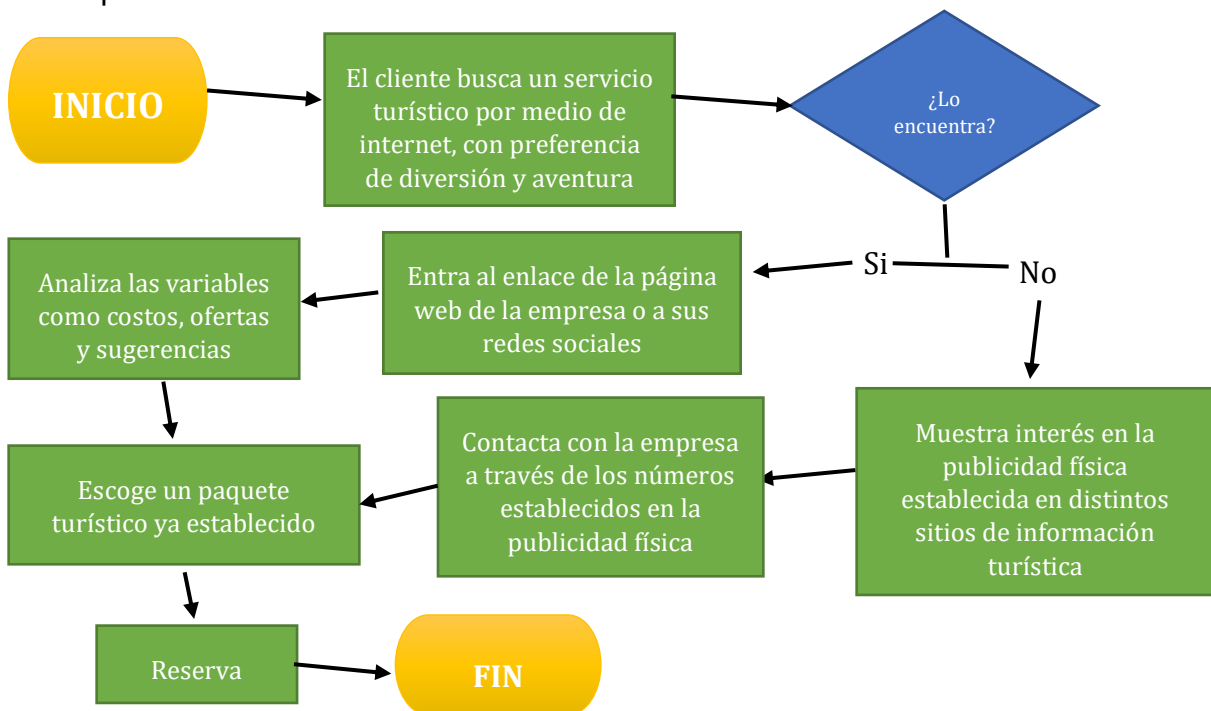 INICIO
El cliente busca un servicio
turístico por medio de
internet, con preferencia
de diversión y aventura
¿Lo
encuentra?
Si
No
Entra al enlace de la página
web de la empresa o a sus
redes sociales
Analiza las variables
como costos, ofertas
y sugerencias
Muestra interés en la
publicidad física
establecida en distintos
sitios de información
turística
Contacta con la empresa
a través de los números
establecidos en la
publicidad física
Escoge un paquete
turístico ya establecido
Reserva
FIN